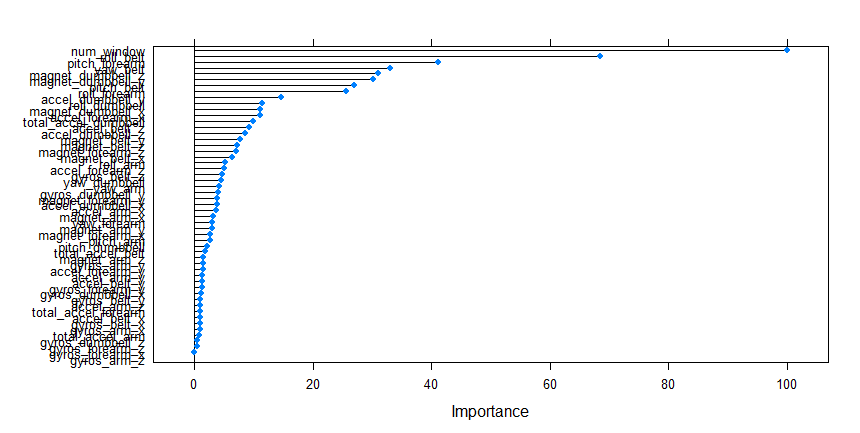 num_window
roll_belt
pitch_forearm
yaw_belt
magnet_dumbbell_z
magnet_dumbbell_y
pitch_belt
roll_forearm
accel_dumbbell_y
roll_dumbbell
magnet_dumbbell_x
accel_forearm_x
total_accel_dumbbell
accel_belt_z
accel_dumbbell_z
magnet_belt_y
magnet_belt_z
magnet_forearm_z
magnet_belt_x
roll_arm
accel_forearm_z
gyros_belt_z
yaw_dumbbell
yaw_arm
gyros_dumbbell_y
magnet_forearm_y
accel_dumbbell_x
accel_arm_x
magnet_arm_x
yaw_forearm
magnet_arm_y
magnet_forearm_x
pitch_arm
pitch_dumbbell
total_accel_belt
magnet_arm_z
gyros_arm_y
accel_forearm_y
accel_arm_y
accel_belt_y
gyros_forearm_y
gyros_dumbbell_x
gyros_belt_y
accel_arm_z
total_accel_forearm
accel_belt_x
gyros_belt_x
gyros_arm_x
total_accel_arm
gyros_dumbbell_z
gyros_forearm_z
gyros_forearm_x
gyros_arm_z
0 20 40 60 80 100
Importance